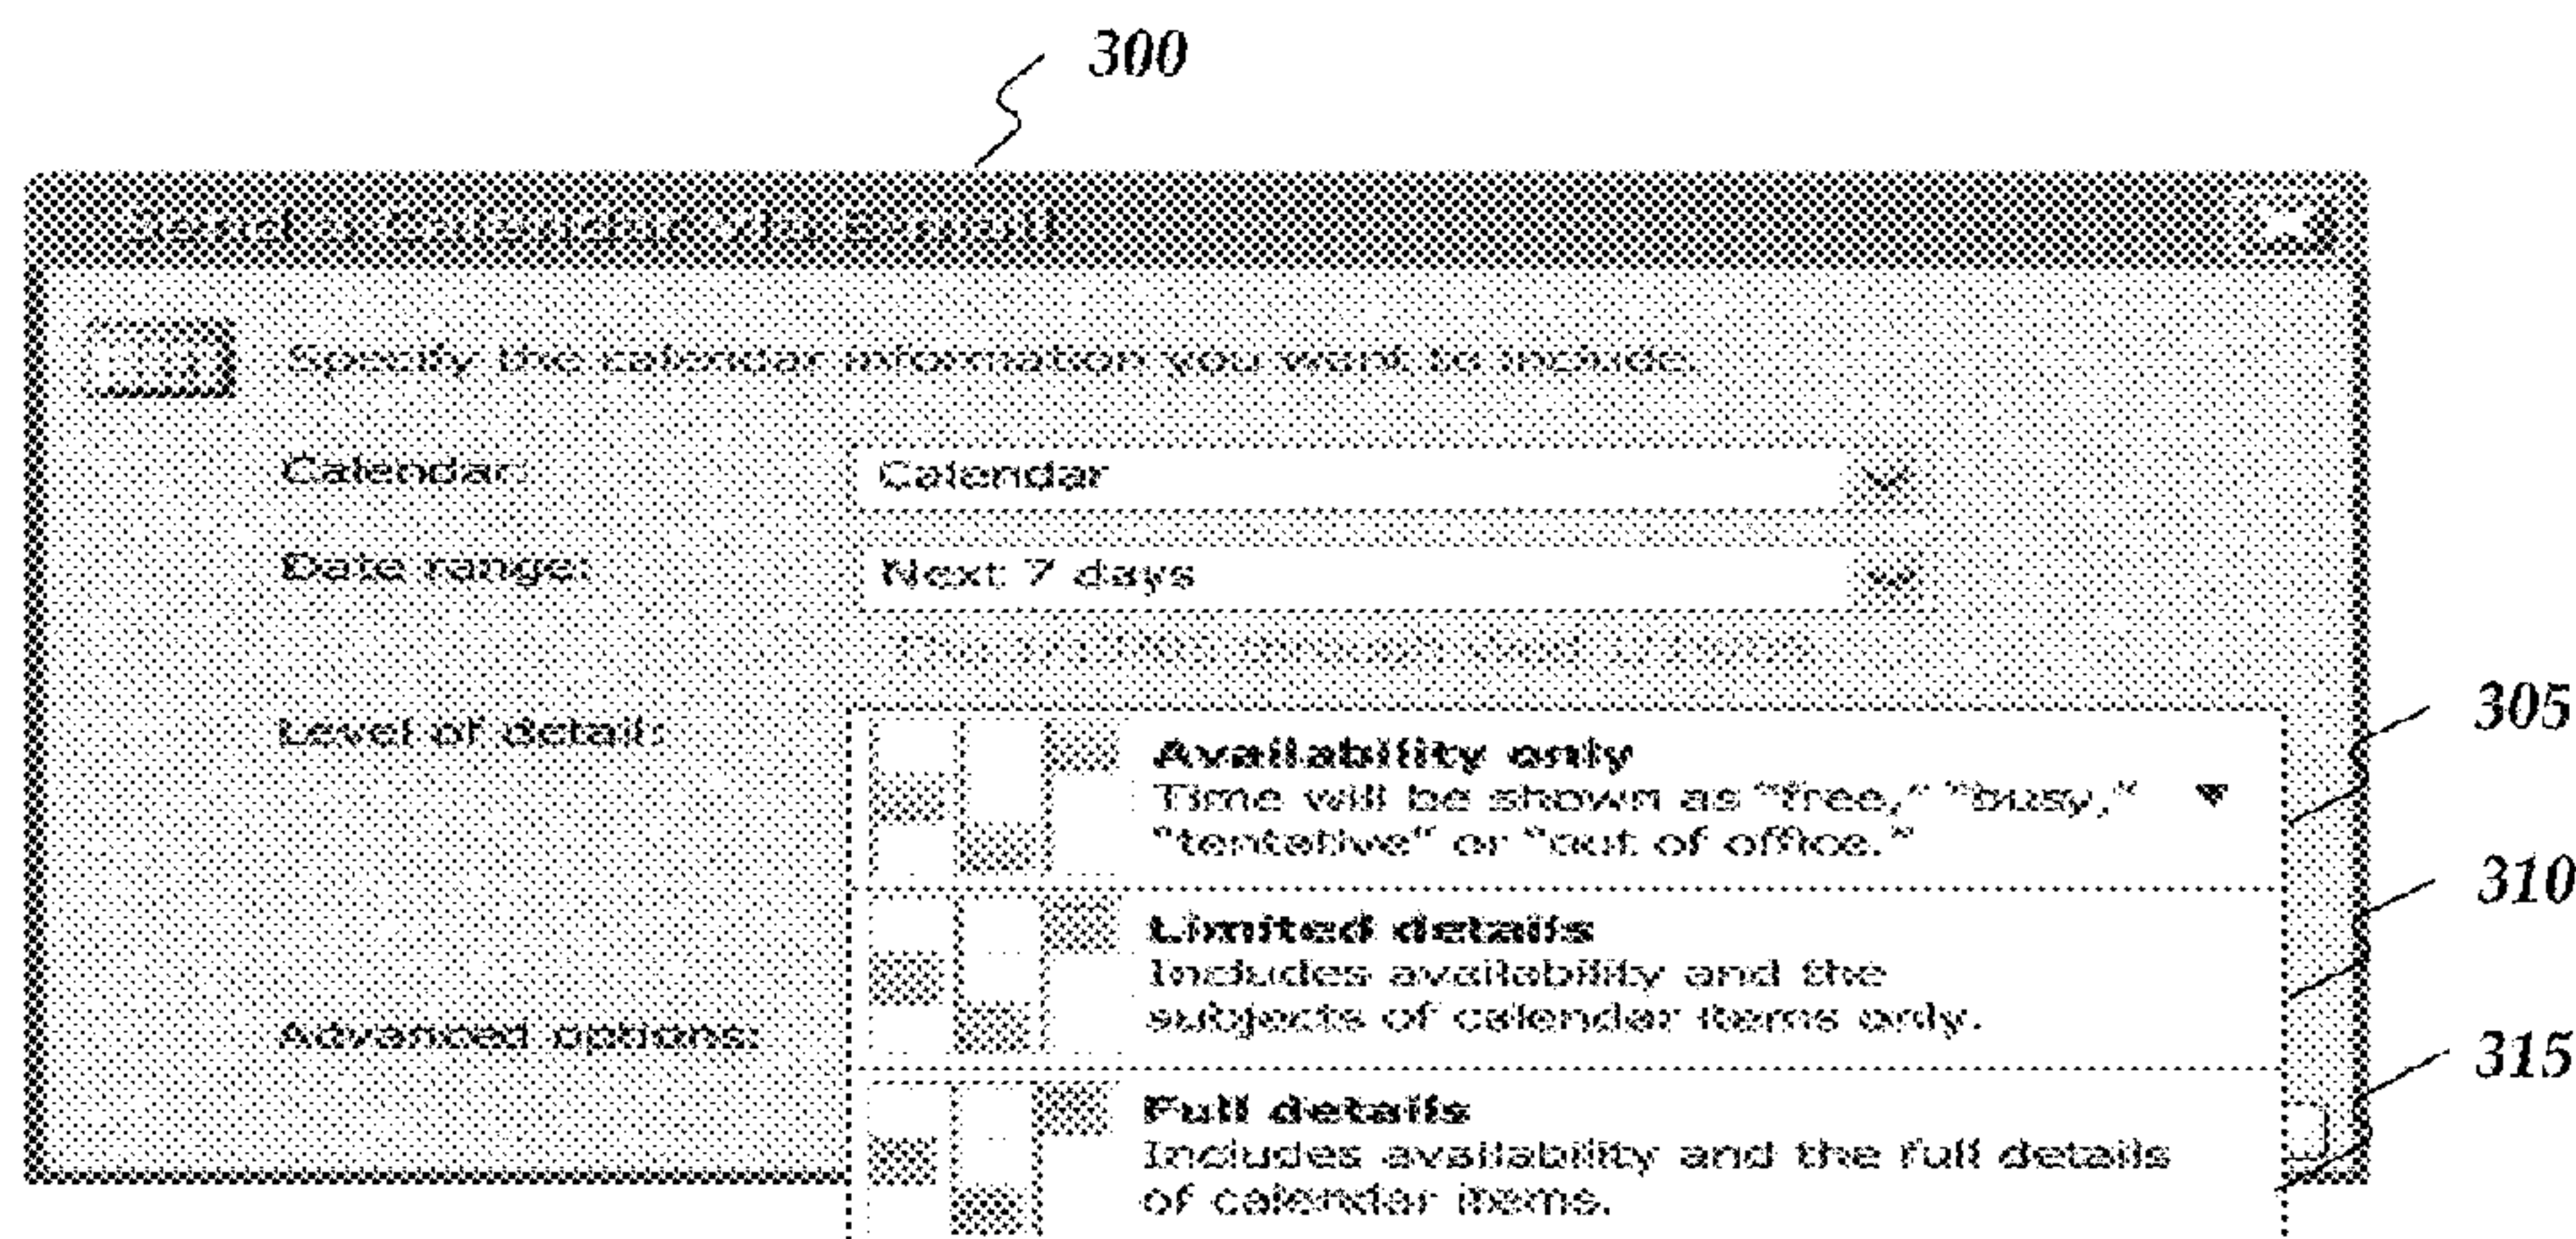 300
Send a Calendar via E-mail
Specify the calendar information you want to include.
Calendar: Calendar
Date range: Next 7 days
305
Level of detail: Availability only
Time will be shown as "free," "busy,"
"tentative" or "out of office."
310
Limited details
Includes availability and the
subjects of calendar items only.
Advanced options:
315
Full details
Includes availability and the full details
of calendar items.